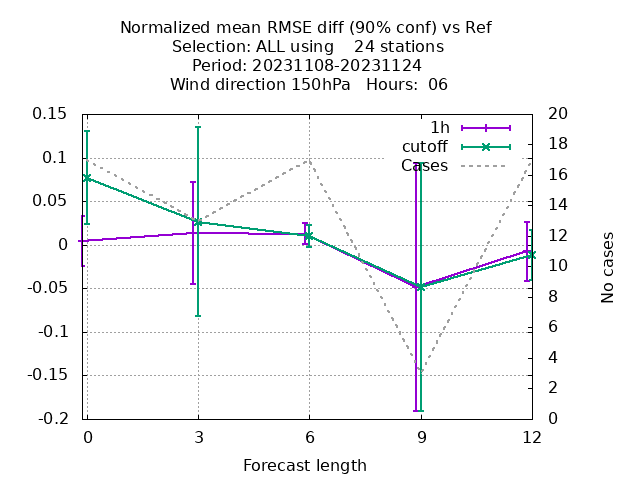 Normalized mean RMSE diff (90% conf) vs Ref
Selection: ALL using    24 stations
Period: 20231108-20231124
Wind direction 150hPa   Hours:  06
1h
cutoff
Cases
0.15
0.1
0.05
0
-0.05
-0.1
-0.15
-0.2
20
18
16
14
12
10
8
6
4
2
0
No cases
0
3
6
9
12
Forecast length